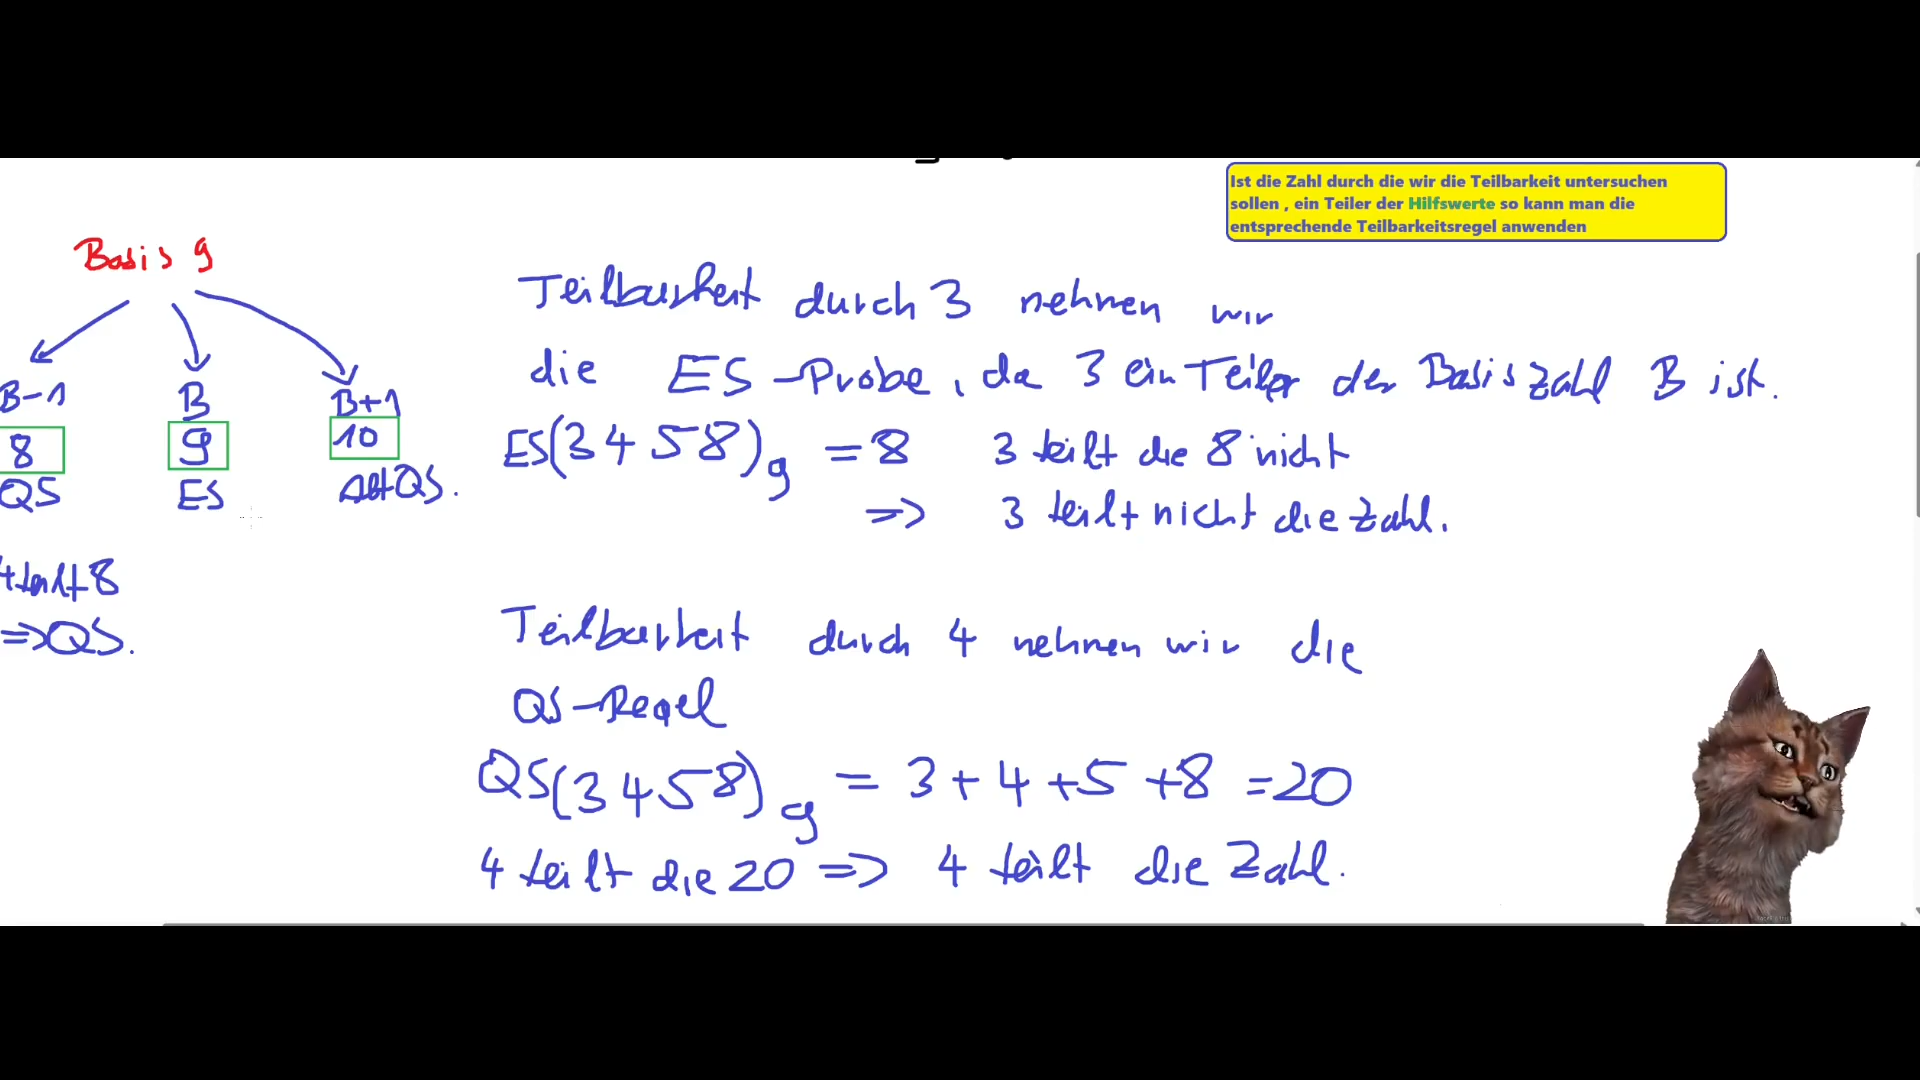 Ist die Zahl durch die wir die Teilbarkeit untersuchen
sollen , ein Teiler der Hilfswerte so kann man die
entsprechende Teilbarkeitsregel anwenden
Basis 9
B-1 B B+1
8 9 10
QS ES altQS.
4 teilt 8
=> QS.
Teilbarkeit durch 3 nehmen wir
die ES-Probe, da 3 ein Teiler der Basiszahl B ist.
ES(3458)9 = 8 3 teilt die 8 nicht
=> 3 teilt nicht die Zahl.
Teilbarkeit durch 4 nehmen wir die
QS-Regel
QS(3458)9 = 3+4+5+8 = 20
4 teilt die 20 => 4 teilt die Zahl.